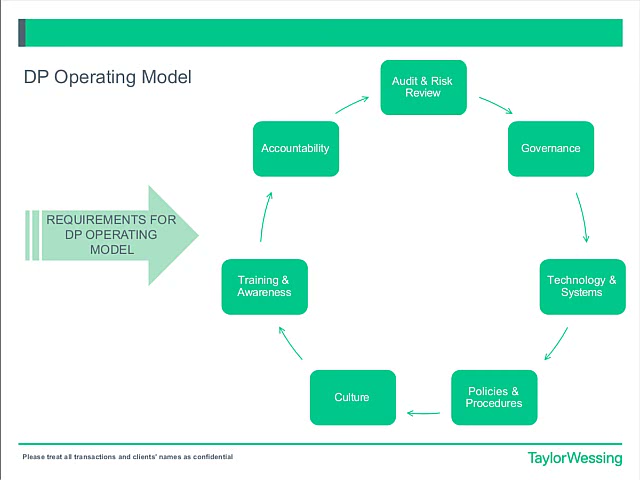 DP Operating Model
REQUIREMENTS FOR
DP OPERATING
MODEL
Audit & Risk
Review
Governance
Technology &
Systems
Policies &
Procedures
Culture
Training &
Awareness
Accountability
Please treat all transactions and clients' names as confidential
TaylorWessing